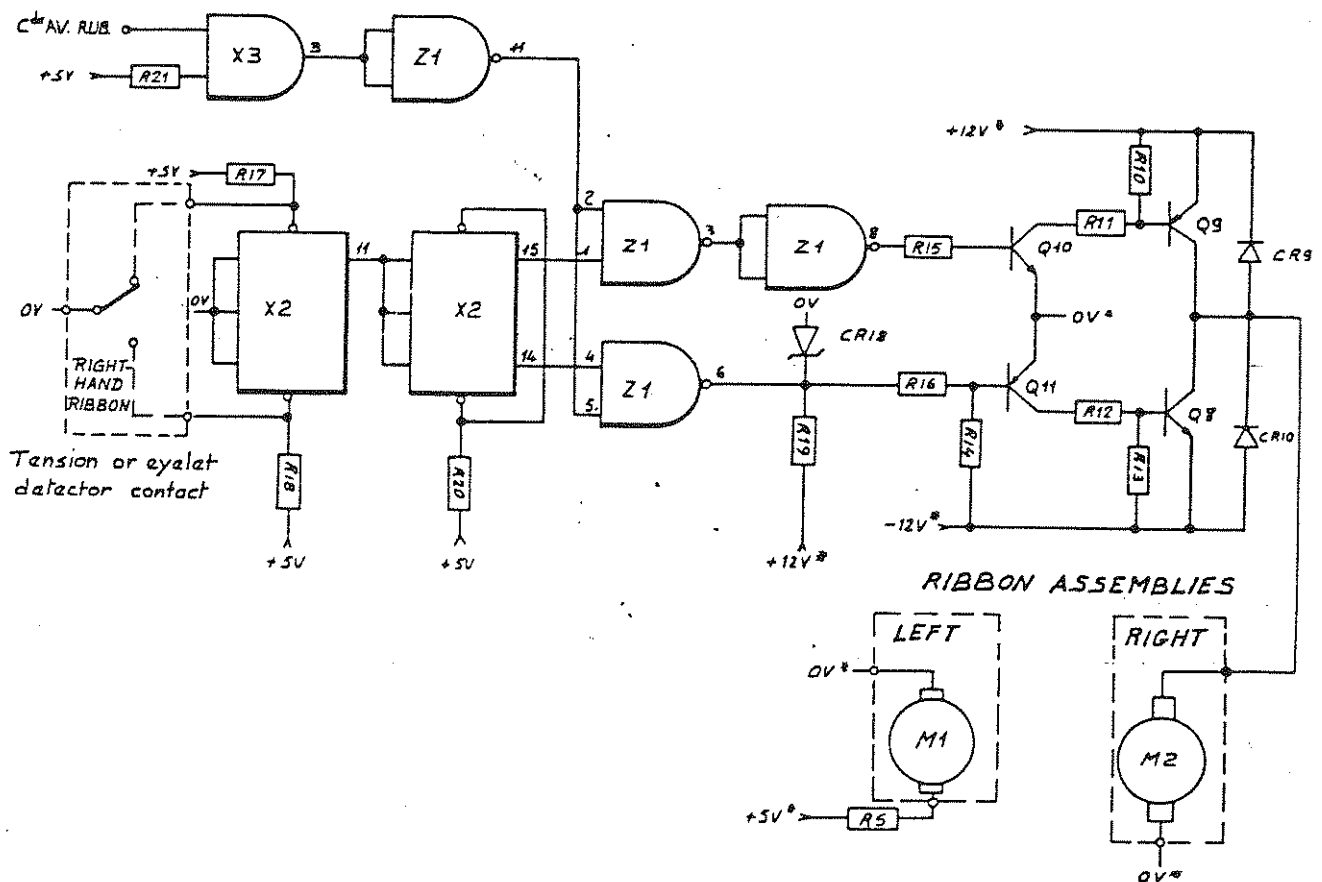 Cde AV. RUB.
X3
3
Z1
11
+5V
R21
+12V*
+5V
R17
R10
R11
Q9
2
Z1
3
Z1
8
R15
Q10
CR9
11
15
1
0V
X2
X2
0V
0V*
0V
CR18
RIGHT-
HAND
RIBBON
14
4
Z1
6
5
R16
Q11
R12
Q8
CR10
Tension or eyelet
detector contact
R18
R20
R19
R14
R13
-12V*
+5V
+5V
+12V*
RIBBON ASSEMBLIES
LEFT
RIGHT
0V*
M1
M2
+5V*
R5
0V*